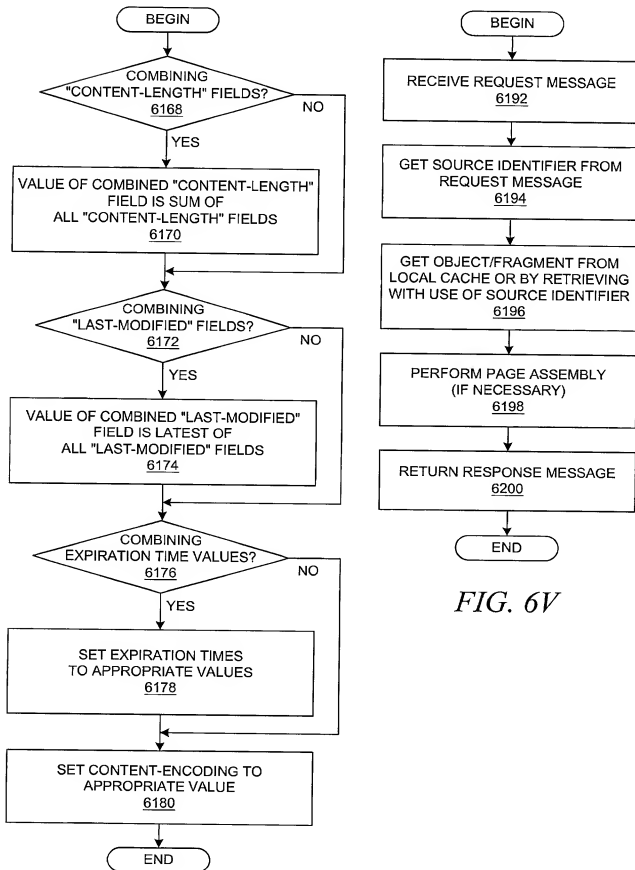 BEGIN
COMBINING
"CONTENT-LENGTH" FIELDS?
6168
NO
YES
VALUE OF COMBINED "CONTENT-LENGTH"
FIELD IS SUM OF
ALL "CONTENT-LENGTH" FIELDS
6170
COMBINING
"LAST-MODIFIED" FIELDS?
6172
NO
YES
VALUE OF COMBINED "LAST-MODIFIED"
FIELD IS LATEST OF
ALL "LAST-MODIFIED" FIELDS
6174
COMBINING
EXPIRATION TIME VALUES?
6176
NO
YES
SET EXPIRATION TIMES
TO APPROPRIATE VALUES
6178
SET CONTENT-ENCODING TO
APPROPRIATE VALUE
6180
END
BEGIN
RECEIVE REQUEST MESSAGE
6192
GET SOURCE IDENTIFIER FROM
REQUEST MESSAGE
6194
GET OBJECT/FRAGMENT FROM
LOCAL CACHE OR BY RETRIEVING
WITH USE OF SOURCE IDENTIFIER
6196
PERFORM PAGE ASSEMBLY
(IF NECESSARY)
6198
RETURN RESPONSE MESSAGE
6200
END
FIG. 6V